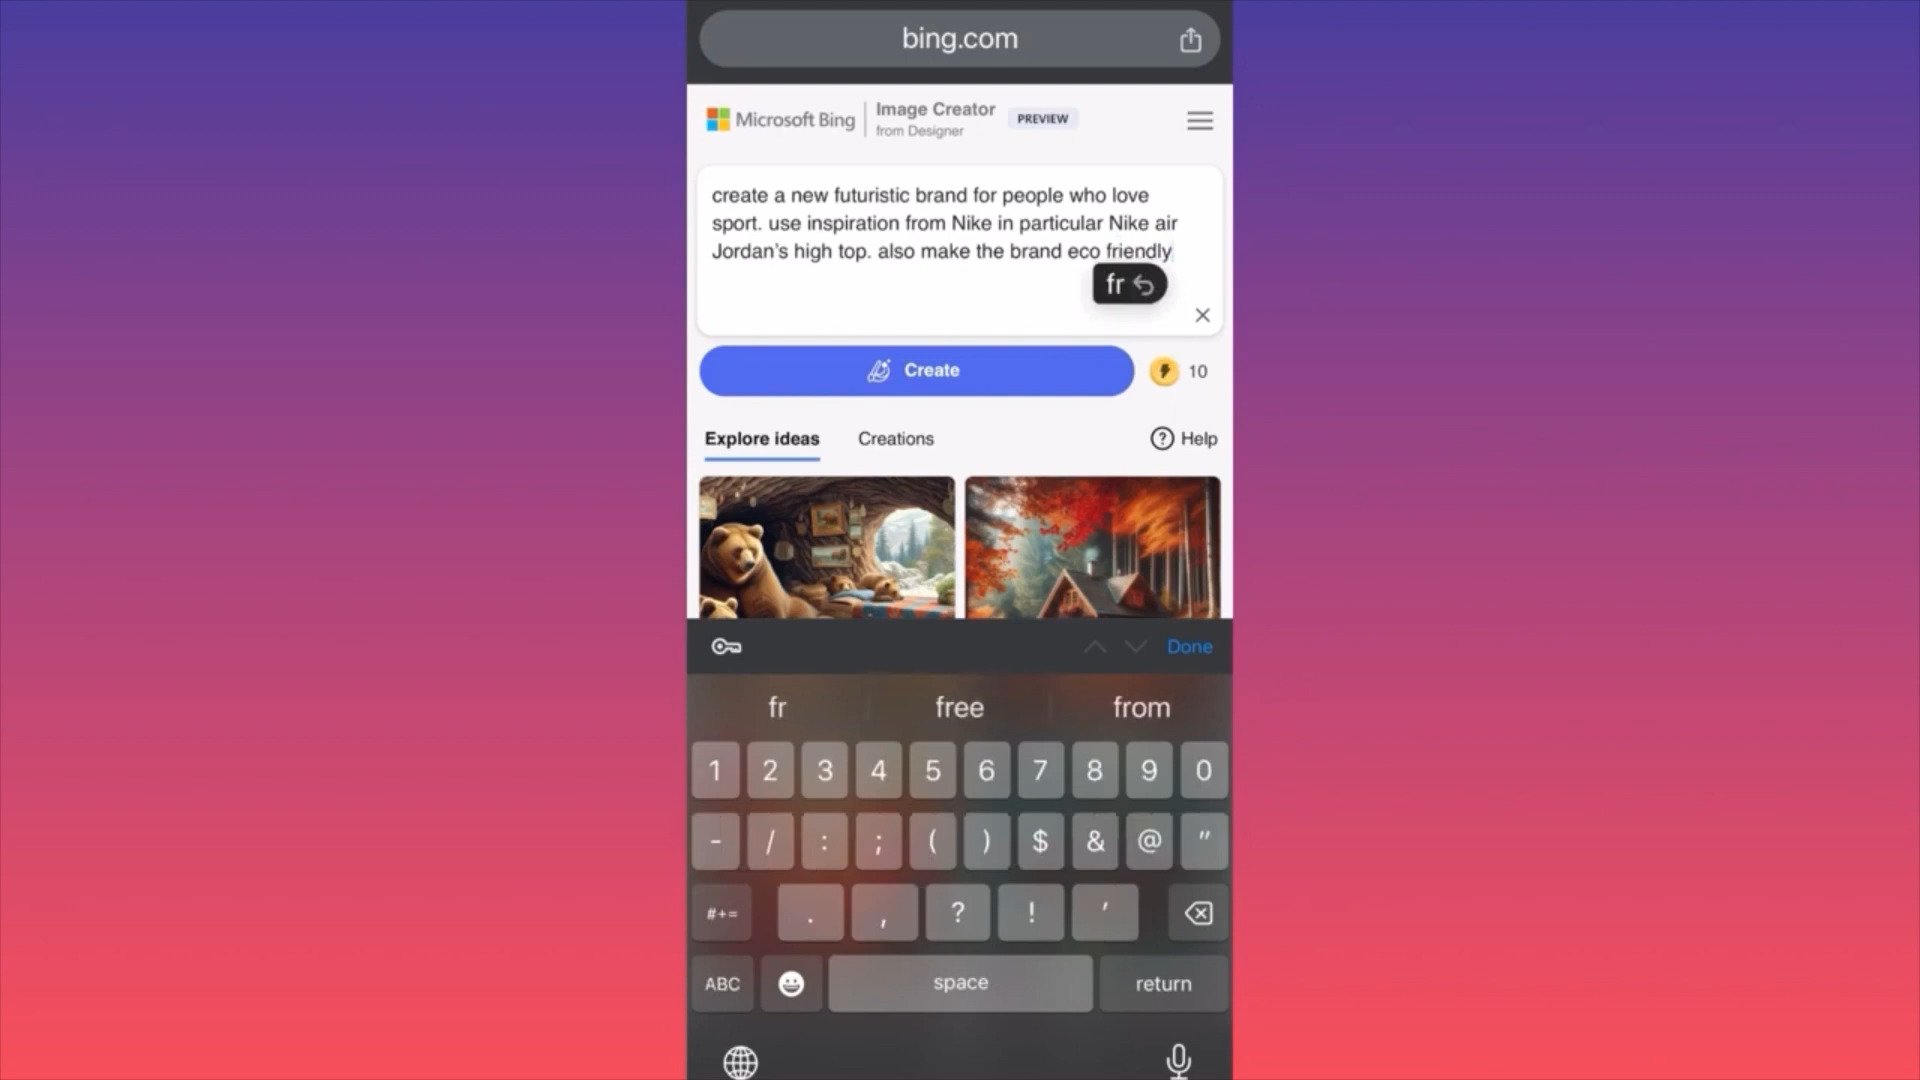 bing.com
Microsoft Bing
Image Creator
from Designer
PREVIEW
create a new futuristic brand for people who love
sport. use inspiration from Nike in particular Nike air
Jordan’s high top. also make the brand eco friendly
fr
Create
10
Explore ideas
Creations
? Help
Done
fr free from
1 2 3 4 5 6 7 8 9 0
- / : ; ( ) $ & @ "
#+= . , ? ! '
ABC space return